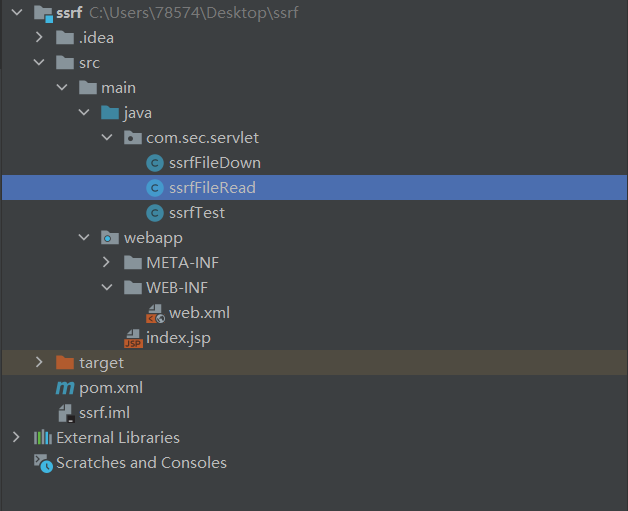 ssrf C:\Users\78574\Desktop\ssrf
.idea
src
main
java
com.sec.servlet
C ssrfFileDown
C ssrfFileRead
C ssrfTest
webapp
META-INF
WEB-INF
web.xml
JSP index.jsp
target
m pom.xml
ssrf.iml
External Libraries
Scratches and Consoles